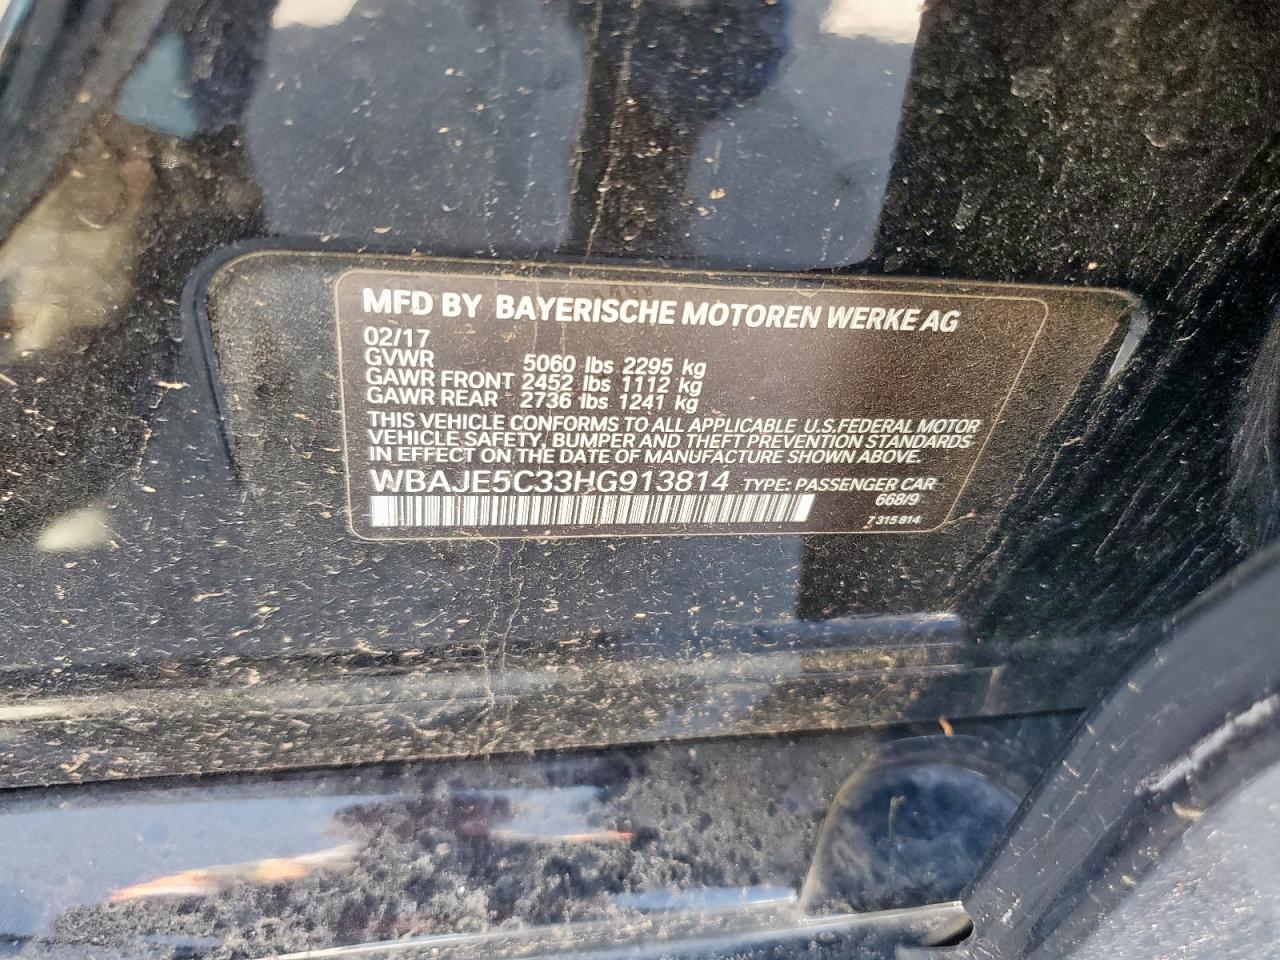 MFD BY BAYERISCHE MOTOREN WERKE AG
02/17
GVWR 5060 lbs 2295 kg
GAWR FRONT 2452 lbs 1112 kg
GAWR REAR 2736 lbs 1241 kg
THIS VEHICLE CONFORMS TO ALL APPLICABLE U.S.FEDERAL MOTOR
VEHICLE SAFETY, BUMPER AND THEFT PREVENTION STANDARDS
IN EFFECT ON THE DATE OF MANUFACTURE SHOWN ABOVE.
WBAJE5C33HG913814 TYPE: PASSENGER CAR
668/9
7 315 814